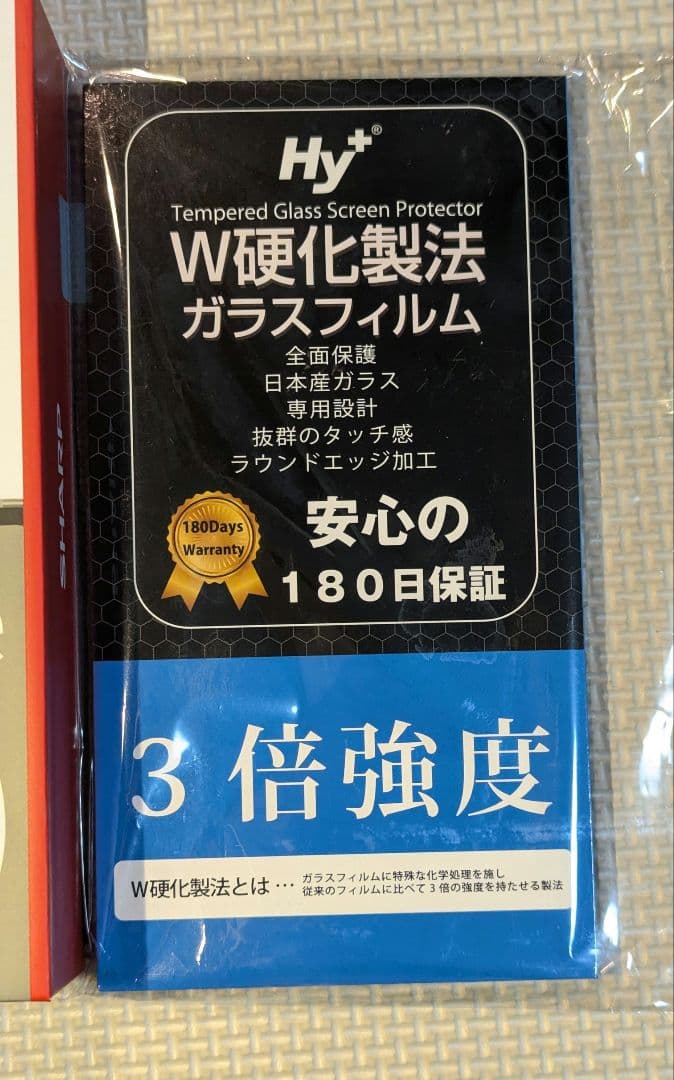 Hy+®
Tempered Glass Screen Protector
W硬化製法
ガラスフィルム
全面保護
日本産ガラス
専用設計
抜群のタッチ感
ラウンドエッジ加工
180Days
Warranty
安心の
180日保証
3倍強度
W硬化製法とは…
ガラスフィルムに特殊な化学処理を施し
従来のフィルムに比べて3倍の強度を持たせる製法
SHARP